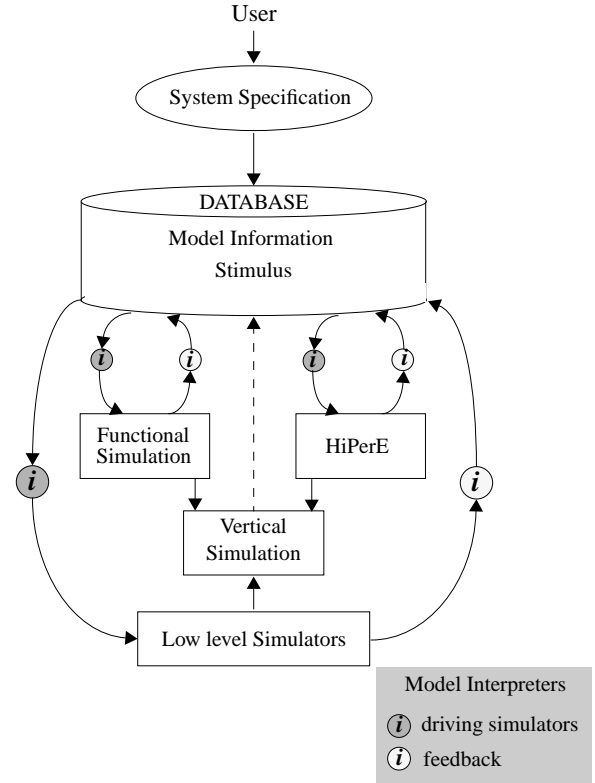 User
System Specification
DATABASE
Model Information
Stimulus
i
i
i
i
Functional
Simulation
HiPerE
i
i
Vertical
Simulation
Low level Simulators
Model Interpreters
i driving simulators
i feedback